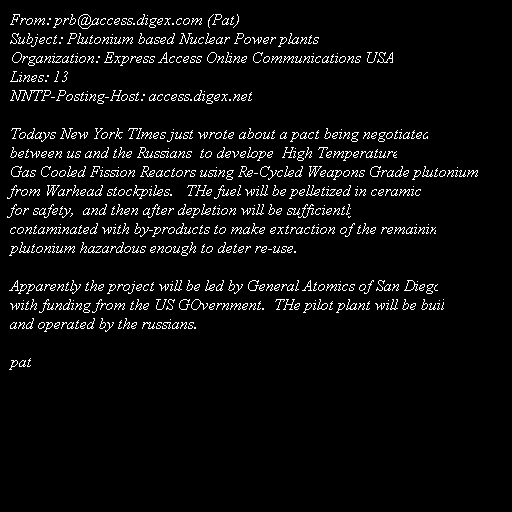 From: prb@access.digex.com (Pat)
Subject: Plutonium based Nuclear Power plants
Organization: Express Access Online Communications USA
Lines: 13
NNTP-Posting-Host: access.digex.net

Todays New York TImes just wrote about a pact being negotiated
between us and the Russians  to develope  High Temperature
Gas Cooled Fission Reactors using Re-Cycled Weapons Grade plutonium
from Warhead stockpiles.   THe fuel will be pelletized in ceramic
for safety,  and then after depletion will be sufficiently
contaminated with by-products to make extraction of the remainin
plutonium hazardous enough to deter re-use.

Apparently the project will be led by General Atomics of San Diego
with funding from the US GOvernment.  THe pilot plant will be buil
and operated by the russians.

pat